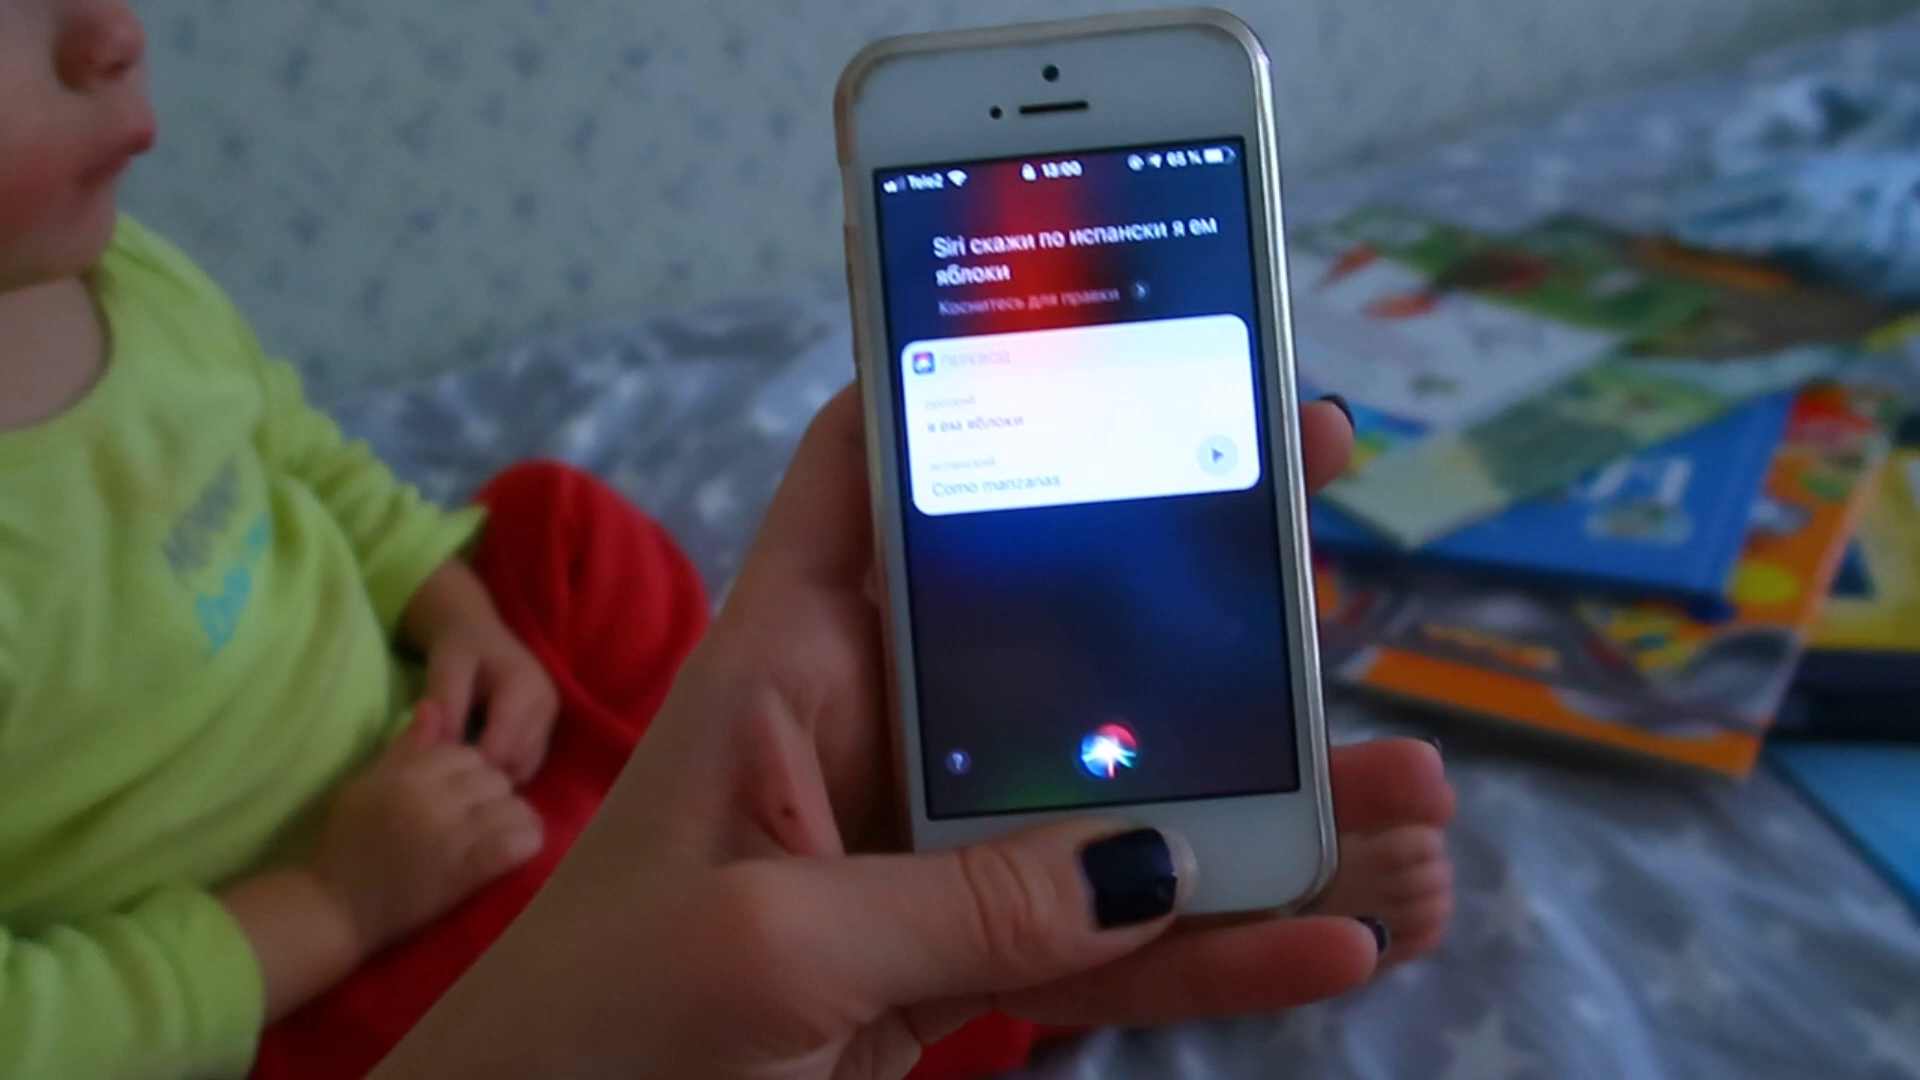 Tele2
13:00
65 %
Siri скажи по испански я ем
яблоки
Коснитесь для правки
ПЕРЕВОД
русский
я ем яблоки
испанский
Como manzanas
?